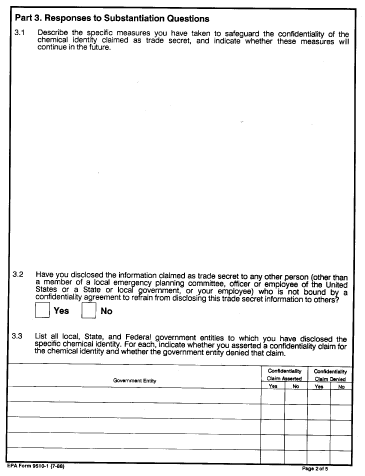 Part 3. Responses to Substantiation Questions
3.1 Describe the specific measures you have taken to safeguard the confidentiality of the
chemical identity claimed as trade secret, and indicate whether these measures will
continue in the future.
3.2 Have you disclosed the information claimed as trade secret to any other person (other than
a member of a local emergency planning committee, officer or employee of the United
States or a State or local government, or your employee) who is not bound by a
confidentiality agreement to refrain from disclosing this trade secret information to others?
Yes No
3.3 List all local, State, and Federal government entities to which you have disclosed the
specific chemical identity. For each, indicate whether you asserted a confidentiality claim for
the chemical identity and whether the government entity denied that claim.
Government Entity
Confidentiality
Claim Asserted
Yes No
Confidentiality
Claim Denied
Yes No
EPA Form 9510-1 (7-88) Page 2 of 5